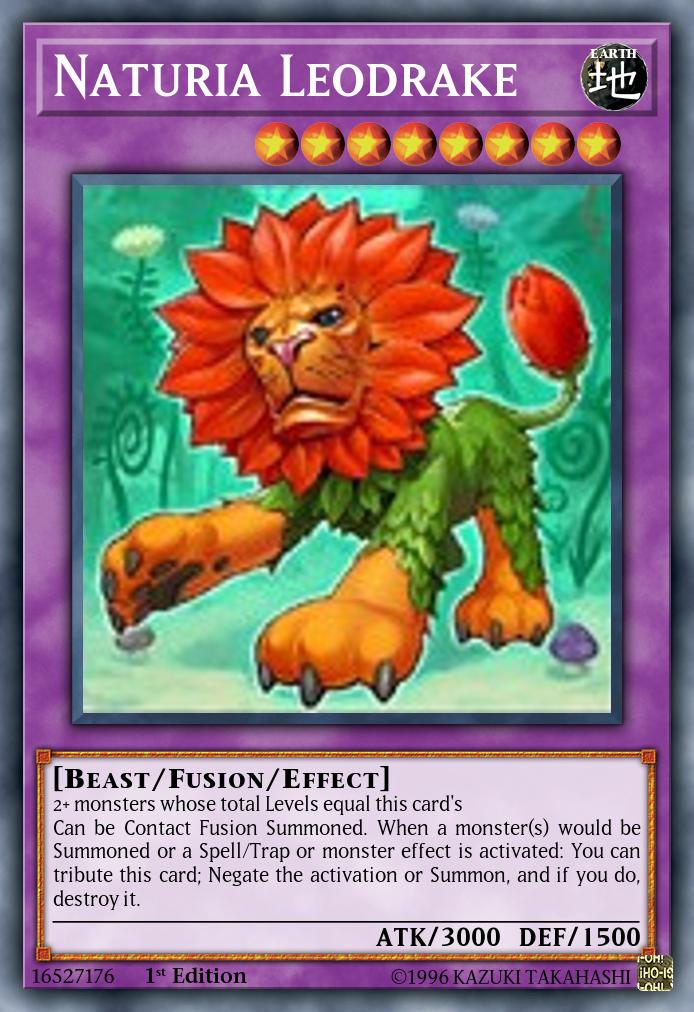 NATURIA LEODRAKE
EARTH
地
[BEAST/FUSION/EFFECT]
2+ monsters whose total Levels equal this card's
Can be Contact Fusion Summoned. When a monster(s) would be
Summoned or a Spell/Trap or monster effect is activated: You can
tribute this card; Negate the activation or Summon, and if you do,
destroy it.
ATK/3000 DEF/1500
16527176 1st Edition ©1996 KAZUKI TAKAHASHI